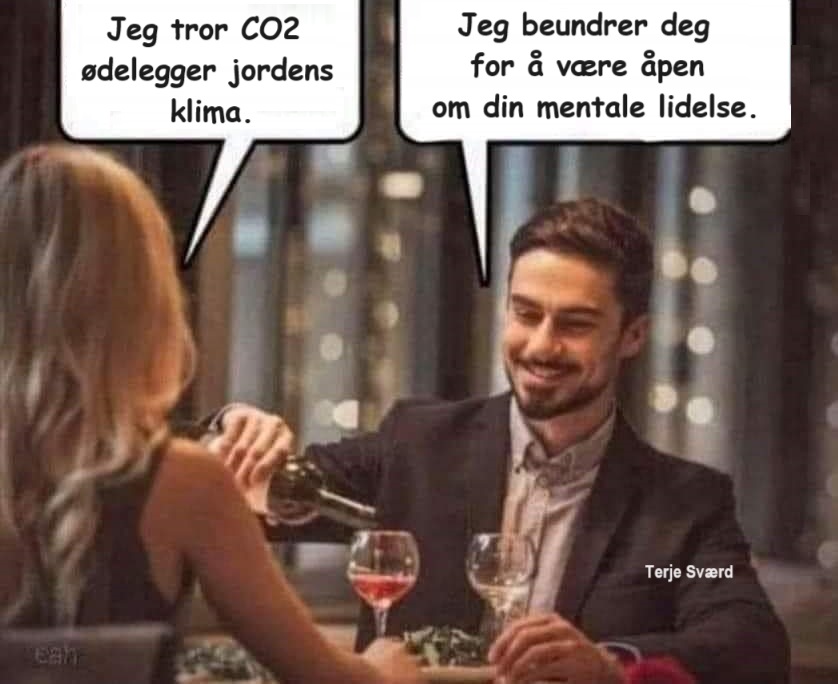 Jeg tror CO2
ødelegger jordens
klima.
Jeg beundrer deg
for å være åpen
om din mentale lidelse.
Terje Sværd